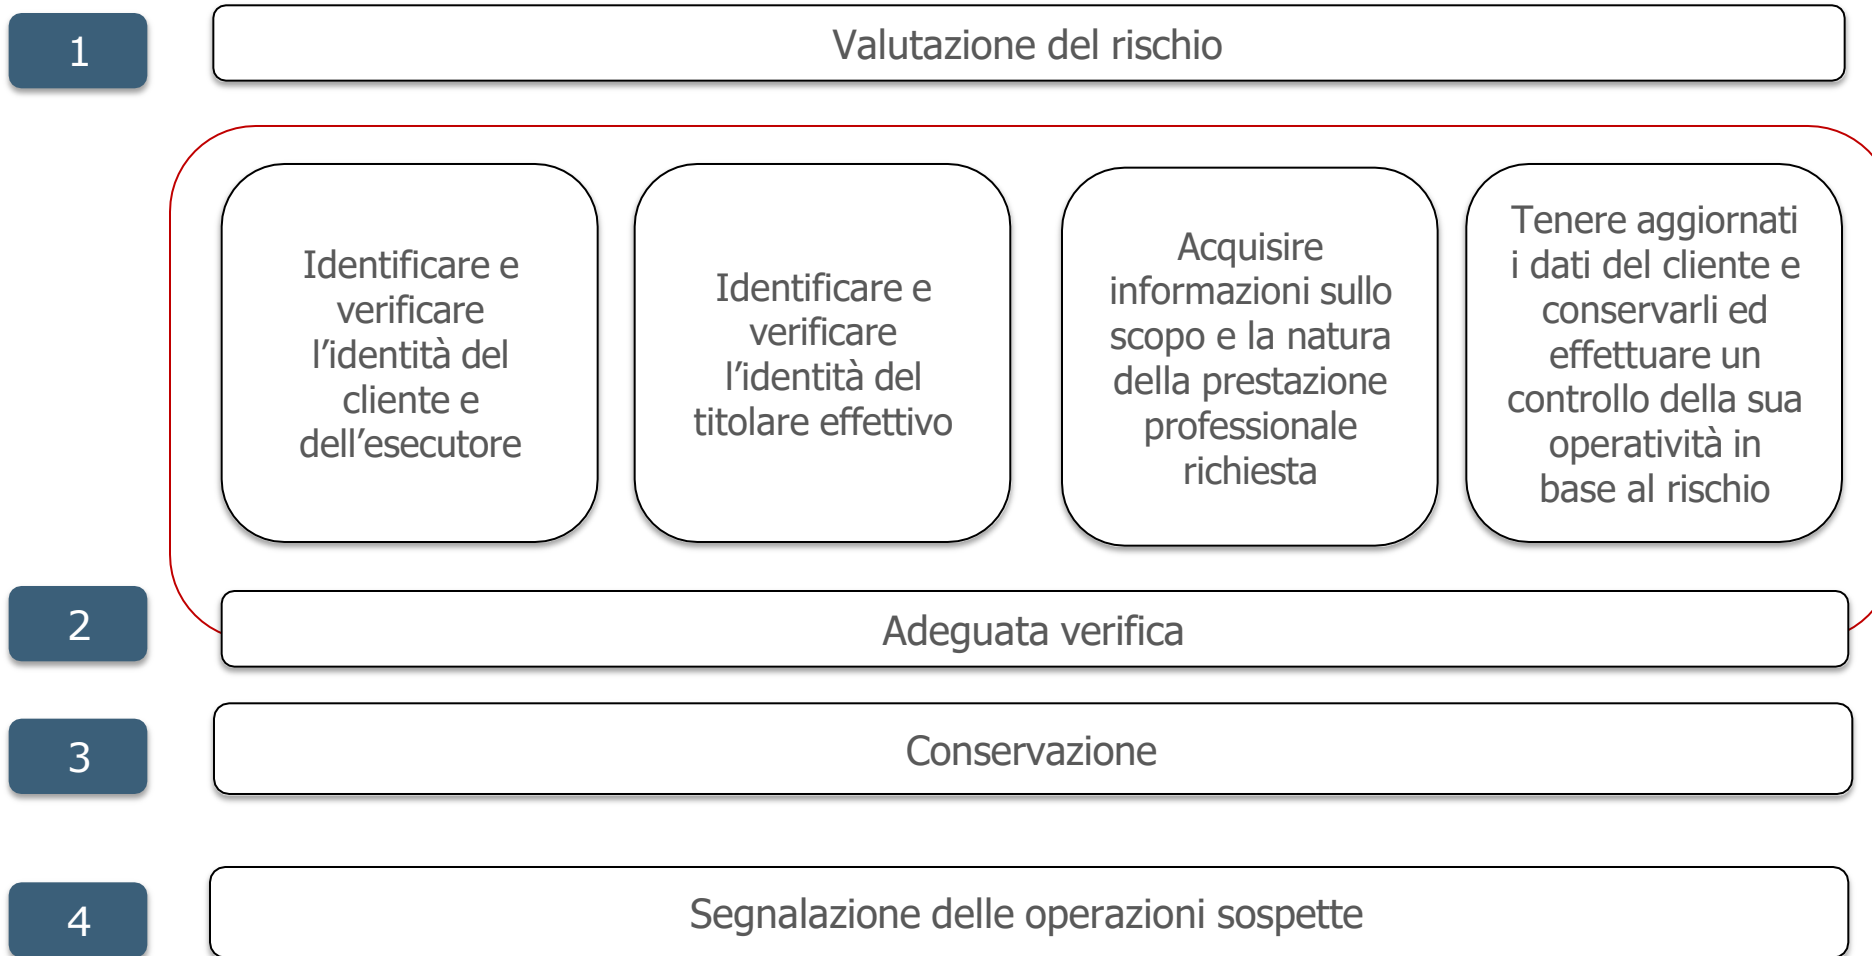 1
Valutazione del rischio
Identificare e
verificare
l’identità del
cliente e
dell’esecutore
Identificare e
verificare
l’identità del
titolare effettivo
Acquisire
informazioni sullo
scopo e la natura
della prestazione
professionale
richiesta
Tenere aggiornati
i dati del cliente e
conservarli ed
effettuare un
controllo della sua
operatività in
base al rischio
2
Adeguata verifica
3
Conservazione
4
Segnalazione delle operazioni sospette